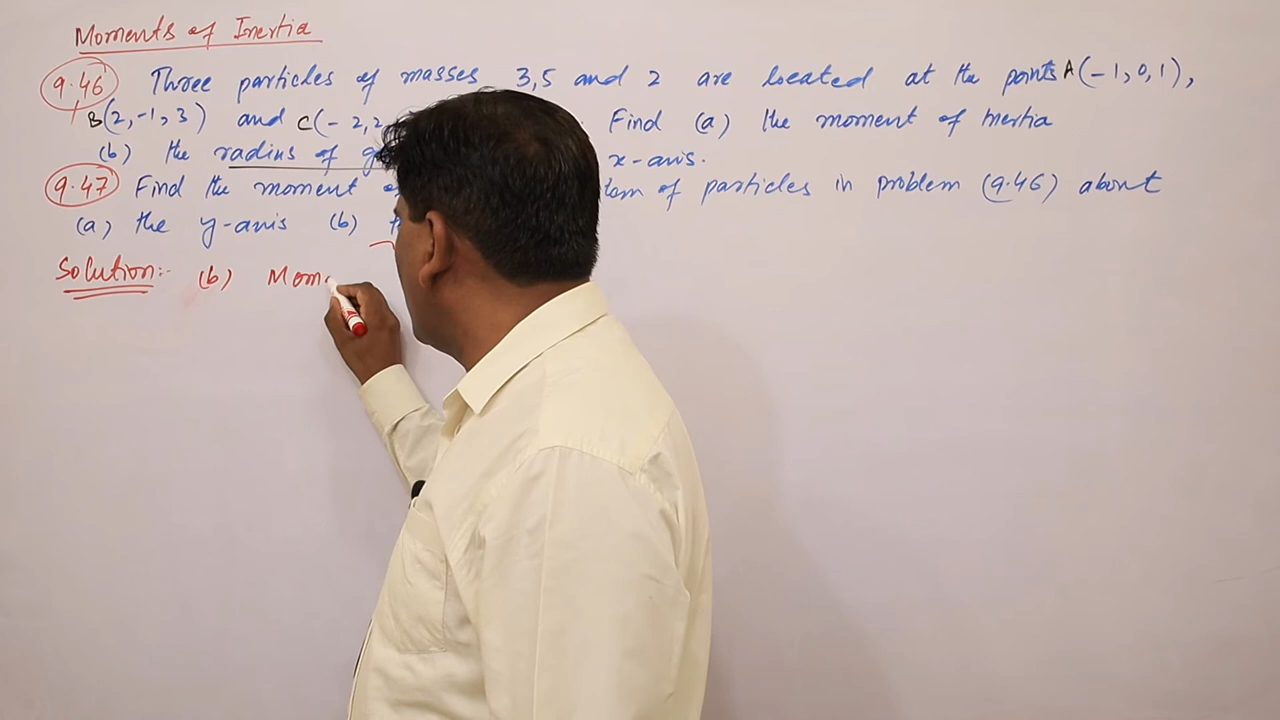 Moments of Inertia
9.46 Three particles of masses 3,5 and 2 are located at the points A(-1,0,1),
B(2,-1,3) and C(-2,2 Find (a) the moment of Inertia
(b) the radius of x-axis.
9.47 Find the moment of particles in problem (9.46) about
(a) the y-axis (b)
Solution:- (b) Mom